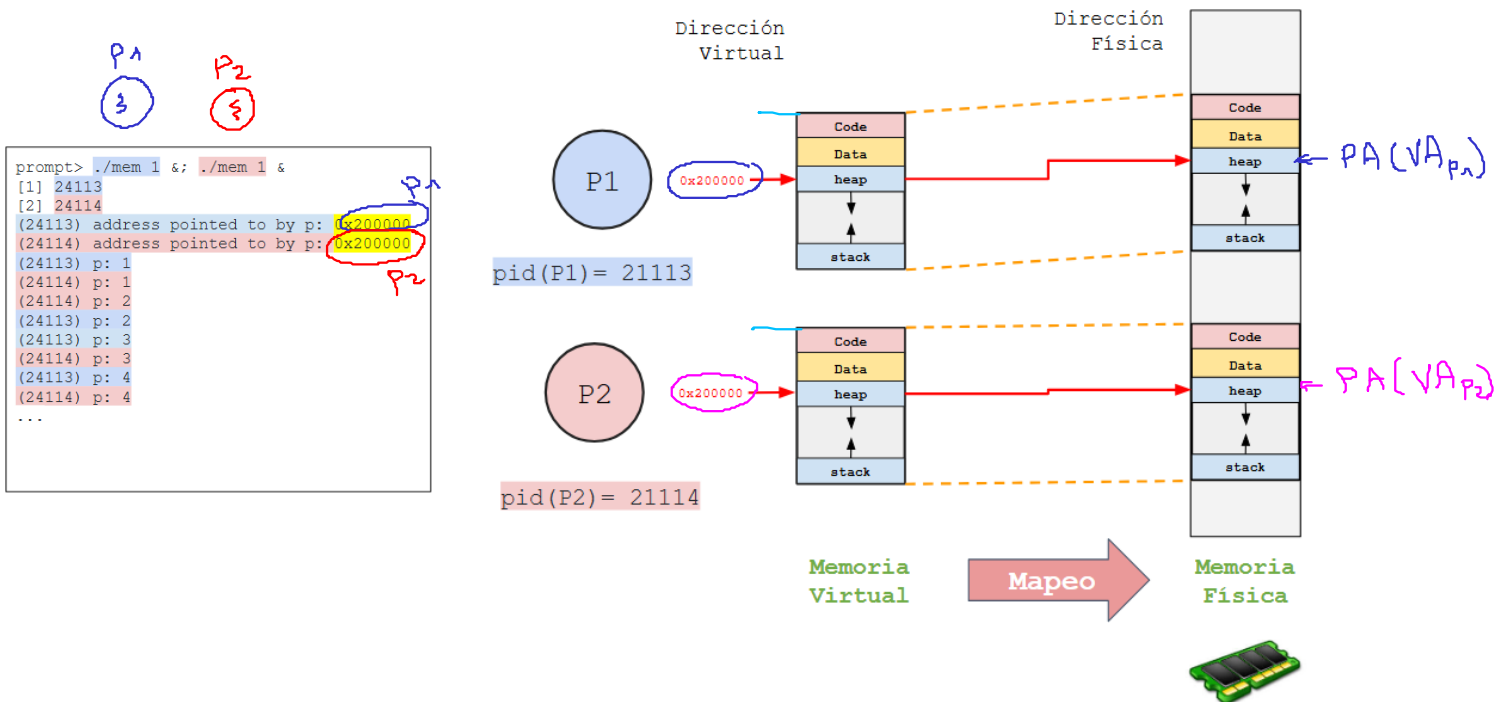 P1
P2
prompt> ./mem 1 &; ./mem 1 &
[1] 24113
[2] 24114
(24113) address pointed to by p: 0x200000
(24114) address pointed to by p: 0x200000
(24113) p: 1
(24114) p: 1
(24114) p: 2
(24113) p: 2
(24113) p: 3
(24114) p: 3
(24113) p: 4
(24114) p: 4
...
P1
P2
Dirección
Virtual
Dirección
Física
P1
0x200000
pid(P1)= 21113
Code
Data
heap
stack
Code
Data
heap
stack
PA(VAP1)
P2
0x200000
pid(P2)= 21114
Code
Data
heap
stack
Code
Data
heap
stack
PA(VAP2)
Memoria
Virtual
Mapeo
Memoria
Física